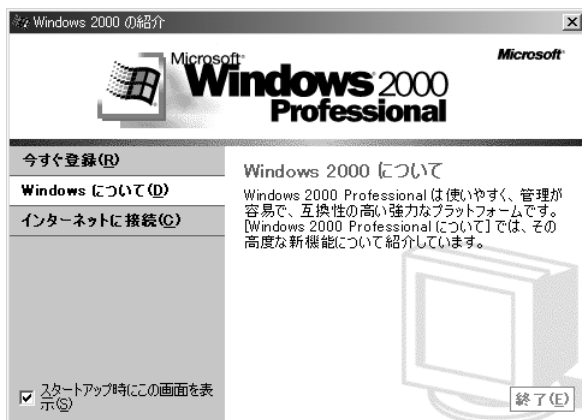 Windows 2000 の紹介
Microsoft
Microsoft
Windows 2000
Professional
今すぐ登録(R)
Windows について(D)
インターネットに接続(C)
Windows 2000 について
Windows 2000 Professional は使いやすく、管理が
容易で、互換性の高い強力なプラットフォームです。
[Windows 2000 Professional について] では、その
高度な新機能について紹介しています。
スタートアップ時にこの画面を表
示(S)
終了(E)